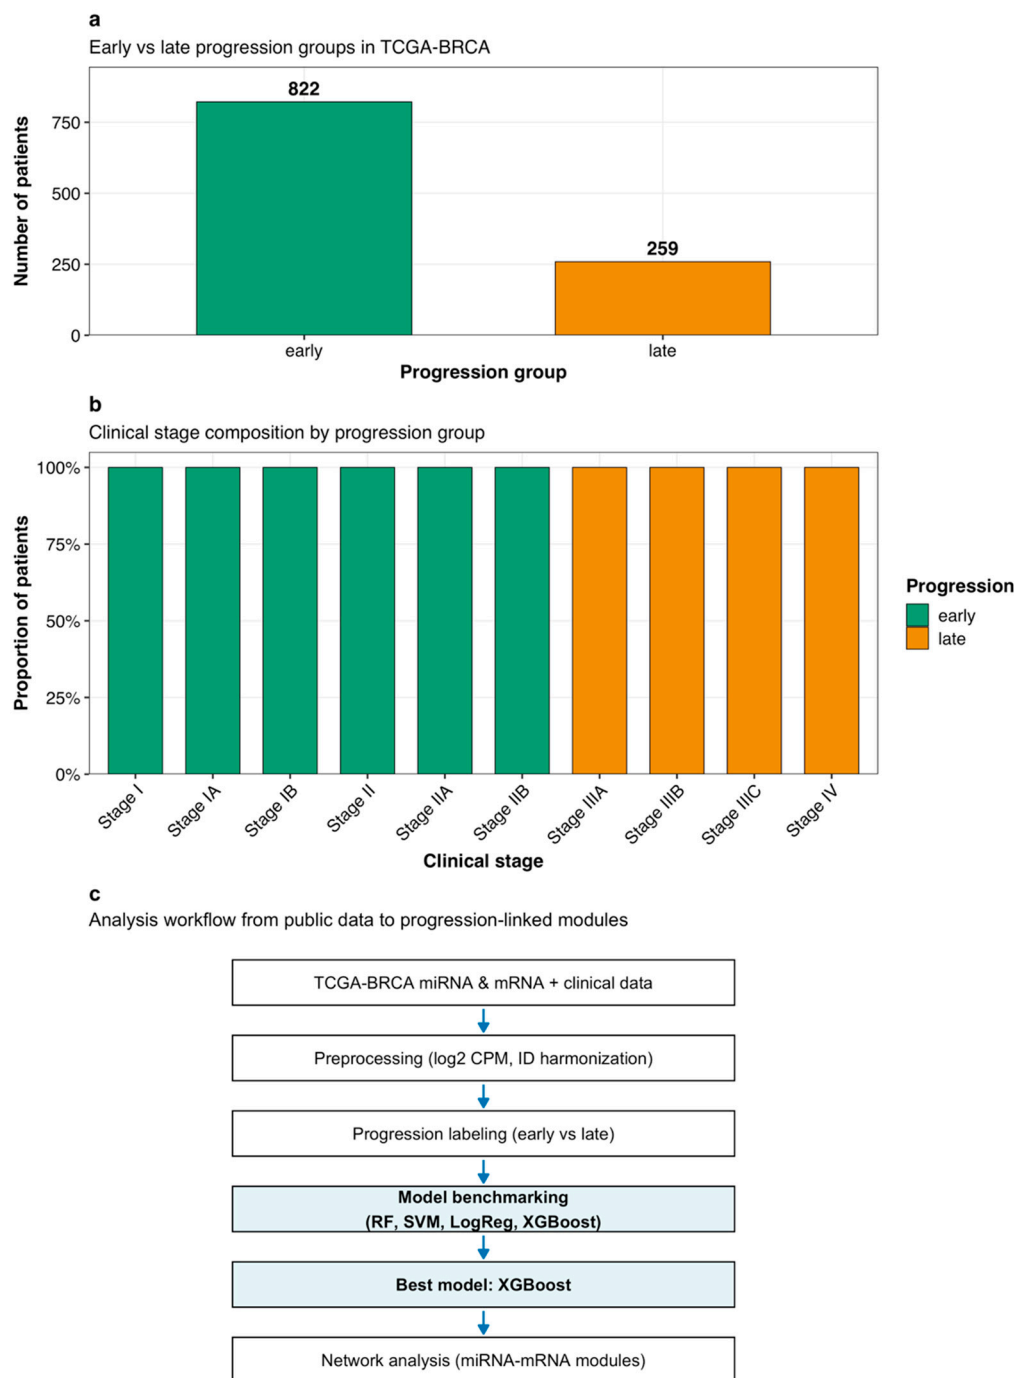 a
Early vs late progression groups in TCGA-BRCA
Number of patients
750
500
250
0
822
259
early
late
Progression group
b
Clinical stage composition by progression group
Proportion of patients
100%
75%
50%
25%
0%
Stage I
Stage IA
Stage IB
Stage II
Stage IIA
Stage IIB
Stage IIIA
Stage IIIB
Stage IIIC
Stage IV
Clinical stage
Progression
early
late
c
Analysis workflow from public data to progression-linked modules
TCGA-BRCA miRNA & mRNA + clinical data
Preprocessing (log2 CPM, ID harmonization)
Progression labeling (early vs late)
Model benchmarking
(RF, SVM, LogReg, XGBoost)
Best model: XGBoost
Network analysis (miRNA-mRNA modules)